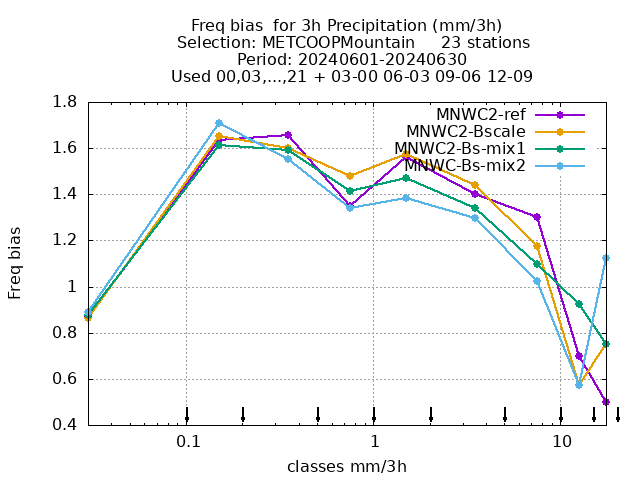 Freq bias  for 3h Precipitation (mm/3h)
Selection: METCOOPMountain     23 stations
Period: 20240601-20240630
Used 00,03,...,21 + 03-00 06-03 09-06 12-09
MNWC2-ref
MNWC2-Bscale
MNWC2-Bs-mix1
MNWC-Bs-mix2
1.8
1.6
1.4
1.2
1
0.8
0.6
0.4
Freq bias
0.1 1 10
classes mm/3h